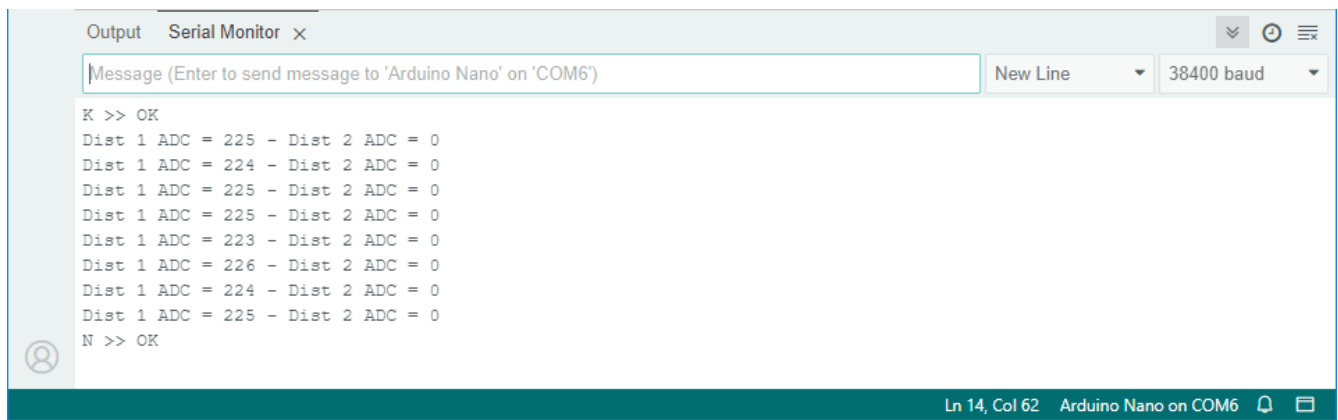 Output Serial Monitor ×
Message (Enter to send message to 'Arduino Nano' on 'COM6') New Line 38400 baud
K >> OK
Dist 1 ADC = 225 - Dist 2 ADC = 0
Dist 1 ADC = 224 - Dist 2 ADC = 0
Dist 1 ADC = 225 - Dist 2 ADC = 0
Dist 1 ADC = 225 - Dist 2 ADC = 0
Dist 1 ADC = 223 - Dist 2 ADC = 0
Dist 1 ADC = 226 - Dist 2 ADC = 0
Dist 1 ADC = 224 - Dist 2 ADC = 0
Dist 1 ADC = 225 - Dist 2 ADC = 0
N >> OK
Ln 14, Col 62 Arduino Nano on COM6